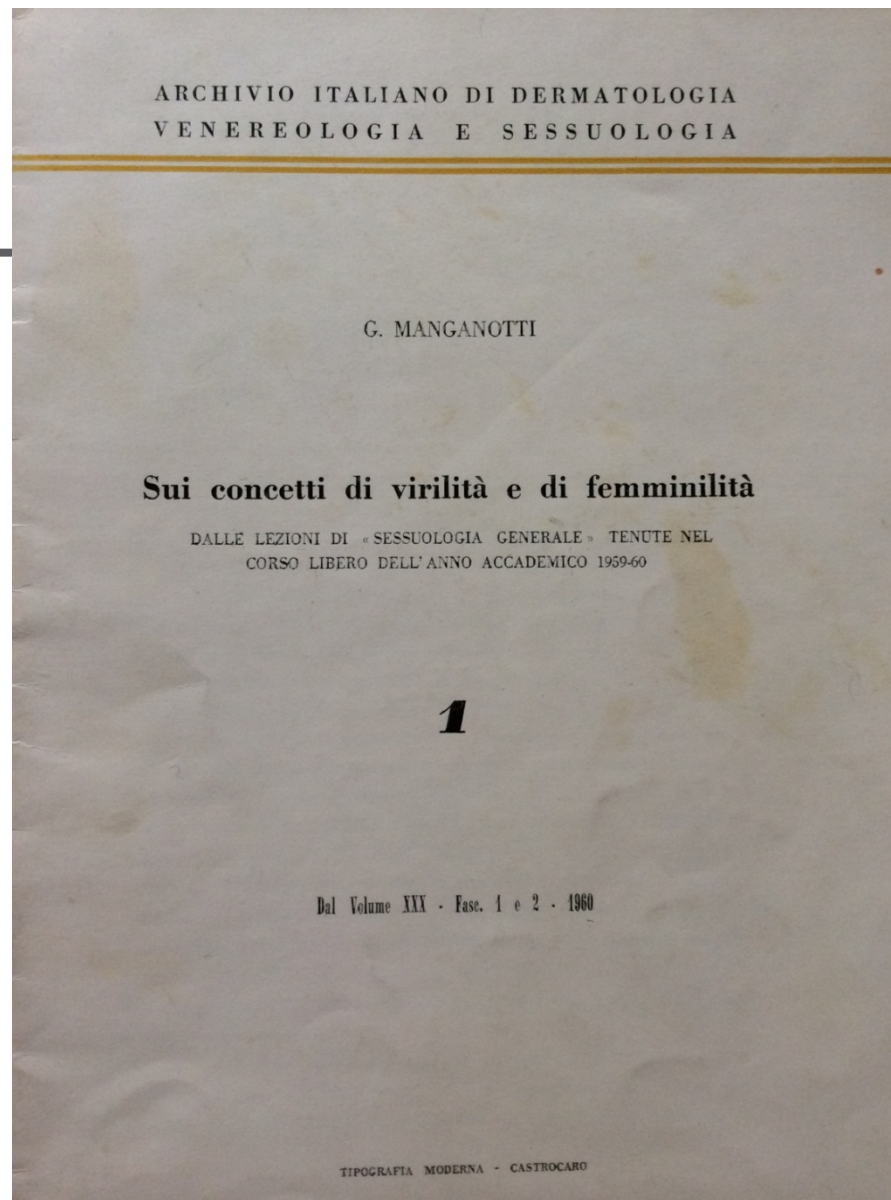 ARCHIVIO ITALIANO DI DERMATOLOGIA
VENEREOLOGIA E SESSUOLOGIA
G. MANGANOTTI
Sui concetti di virilità e di femminilità
DALLE LEZIONI DI «SESSUOLOGIA GENERALE» TENUTE NEL
CORSO LIBERO DELL'ANNO ACCADEMICO 1959-60
1
Dal Volume XXX - Fasc. 1 e 2 - 1960
TIPOGRAFIA MODERNA - CASTROCARO